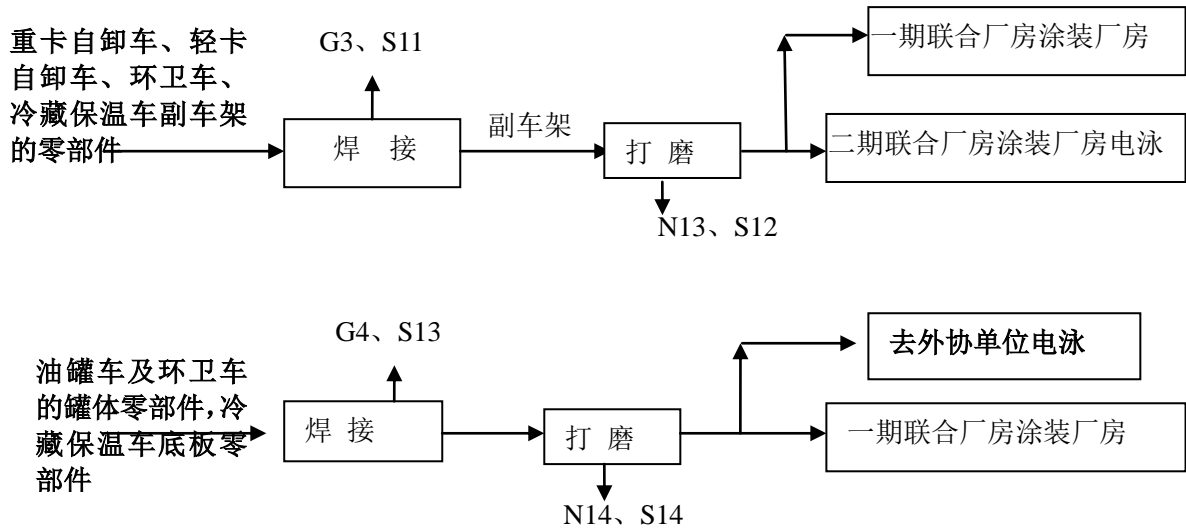 重卡自卸车、轻卡
自卸车、环卫车、
冷藏保温车副车架
的零部件
G3、S11
焊 接
副车架
打 磨
N13、S12
一期联合厂房涂装厂房
二期联合厂房涂装厂房电泳
油罐车及环卫车
的罐体零部件，冷
藏保温车底板零
部件
G4、S13
焊 接
打 磨
N14、S14
去外协单位电泳
一期联合厂房涂装厂房